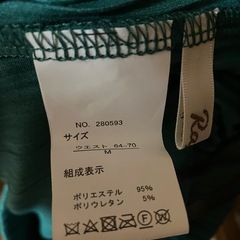 NO. 280593
サイズ
ウエスト 64-70
M
組成表示
ポリエステル 95%
ポリウレタン 5%